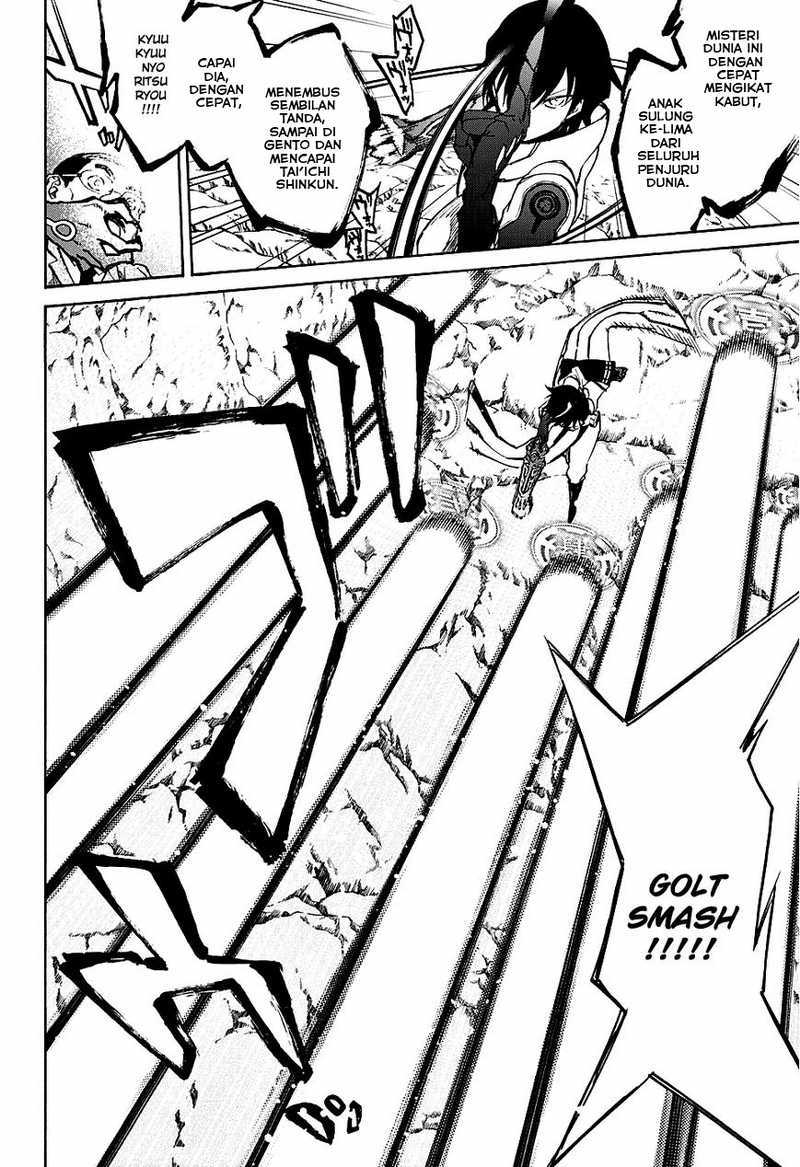 MISTERI
DUNIA INI
DENGAN
CEPAT
MENGIKAT
KABUT,
ANAK
SULUNG
KE-LIMA
DARI
SELURUH
PENJURU
DUNIA.
MENEMBUS
SEMBILAN
TANDA,
SAMPAI DI
GENTO DAN
MENCAPAI
TAI'ICHI
SHINKUN.
CAPAI
DIA,
DENGAN
CEPAT,
KYUU
KYUU
NYO
RITSU
RYOU
!!!!
GOLT
SMASH
!!!!!